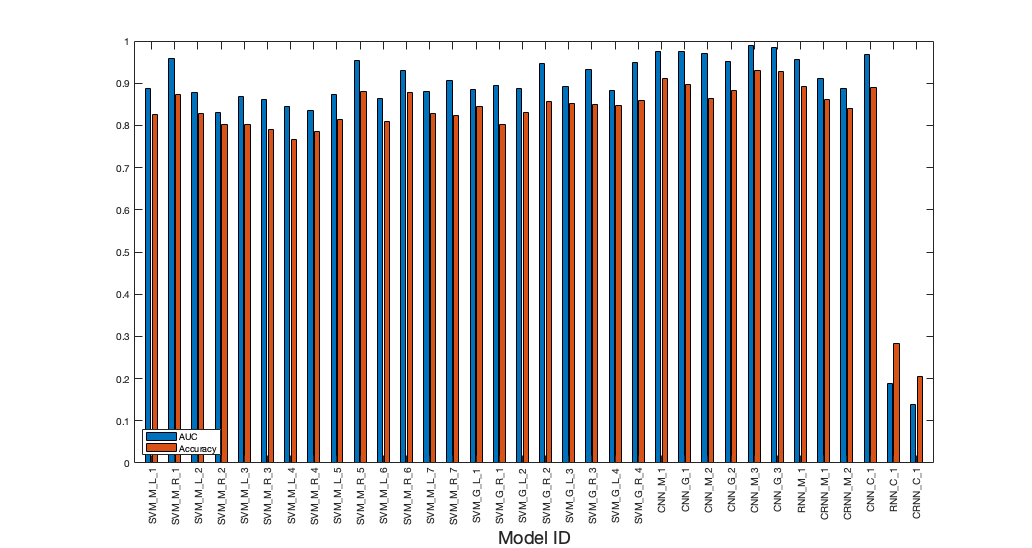 1
0.9
0.8
0.7
0.6
0.5
0.4
0.3
0.2
0.1
0
AUC
Accuracy
SVM_M_L_1
SVM_M_R_1
SVM_M_L_2
SVM_M_R_2
SVM_M_L_3
SVM_M_R_3
SVM_M_L_4
SVM_M_R_4
SVM_M_L_5
SVM_M_R_5
SVM_M_L_6
SVM_M_R_6
SVM_M_L_7
SVM_M_R_7
SVM_G_L_1
SVM_G_R_1
SVM_G_L_2
SVM_G_R_2
SVM_G_L_3
SVM_G_R_3
SVM_G_L_4
SVM_G_R_4
CNN_M_1
CNN_G_1
CNN_M_2
CNN_G_2
CNN_M_3
CNN_G_3
RNN_M_1
CRNN_M_1
CRNN_M_2
CNN_C_1
RNN_C_1
CRNN_C_1
Model ID